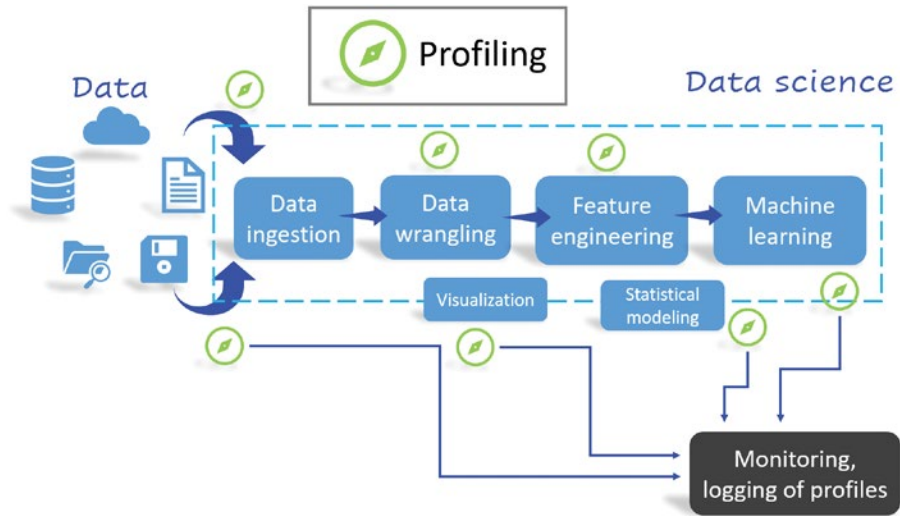 Profiling
Data
Data science
Data
ingestion
Data
wrangling
Feature
engineering
Machine
learning
Visualization
Statistical
modeling
Monitoring,
logging of profiles